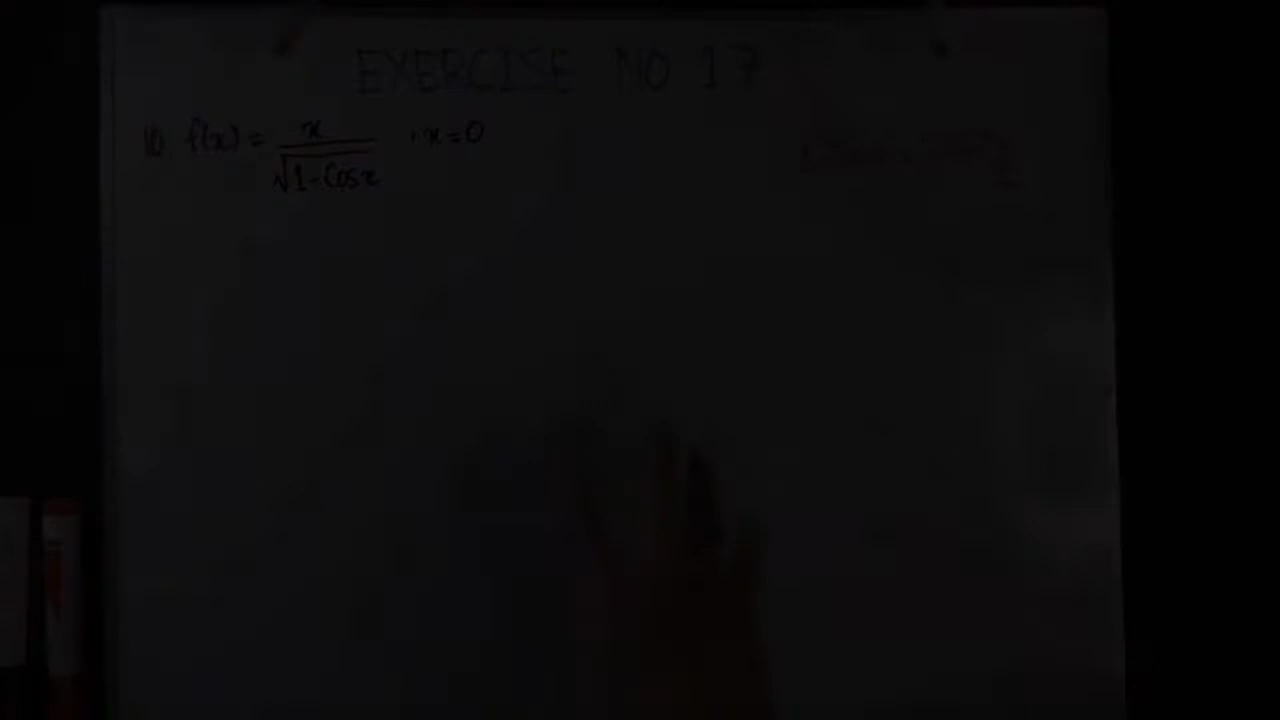 EXERCISE NO 17
10 f(x) = x / √1-Cosx , x=0